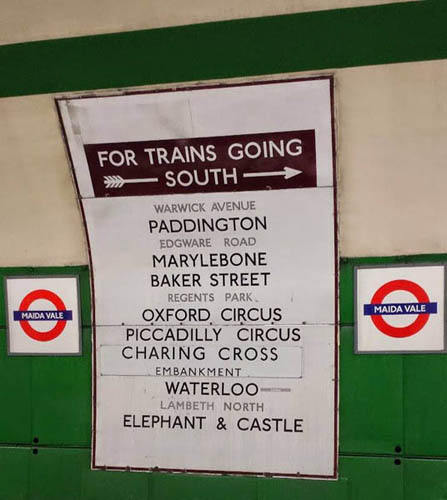 FOR TRAINS GOING
SOUTH
WARWICK AVENUE
PADDINGTON
EDGWARE ROAD
MARYLEBONE
BAKER STREET
REGENTS PARK
OXFORD CIRCUS
PICCADILLY CIRCUS
CHARING CROSS
EMBANKMENT
WATERLOO
LAMBETH NORTH
ELEPHANT & CASTLE
MAIDA VALE
MAIDA VALE